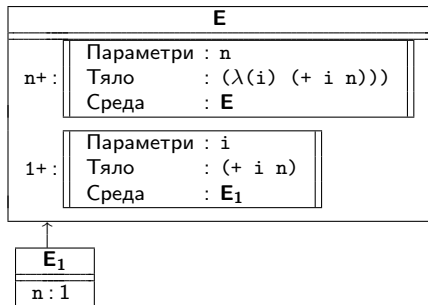 E
n+ : Параметри : n
Тяло : (λ(i) (+ i n)))
Среда : E
1+ : Параметри : i
Тяло : (+ i n)
Среда : E₁
E₁
n : 1